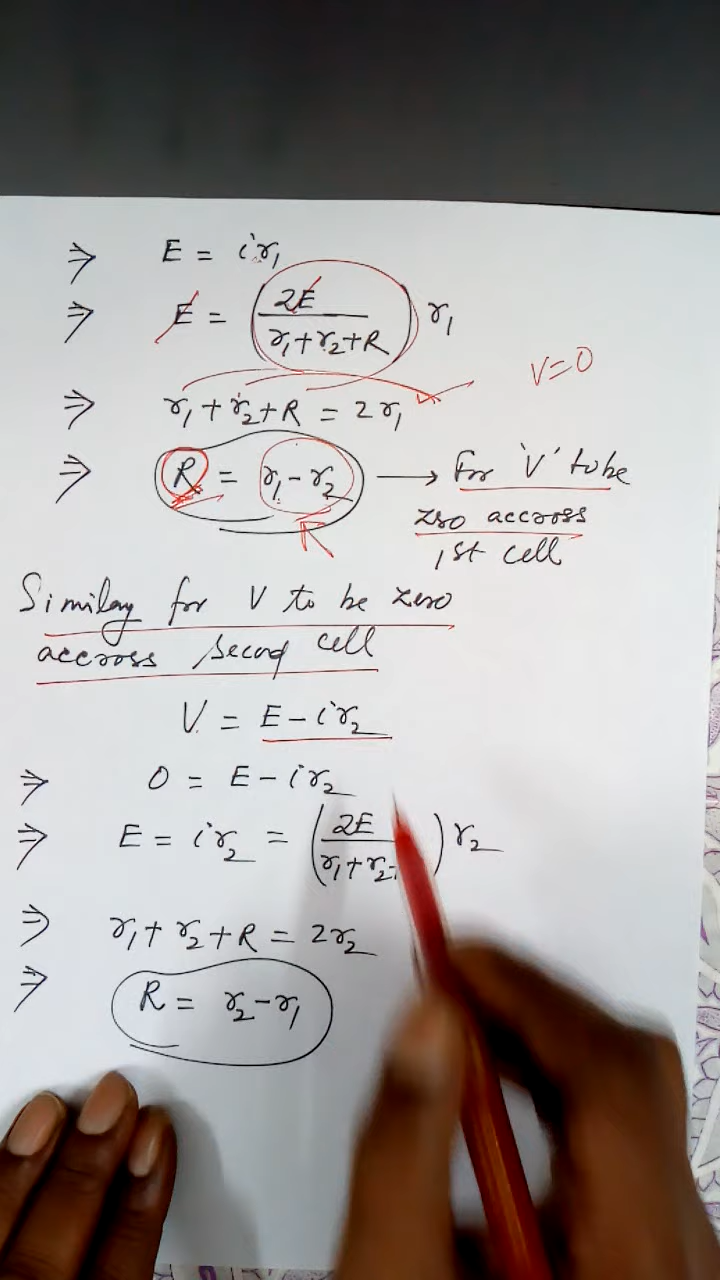 ⇒ E = ir₁
⇒ E = (2E / r₁+r₂+R) r₁
V=0
⇒ r₁+r₂+R = 2r₁
⇒ R = r₁-r₂ → For 'V' to be
zero accross
1st cell
Similay for V to be zero
accross second cell
V = E-ir₂
⇒ 0 = E-ir₂
⇒ E = ir₂ = (2E / r₁+r₂+) r₂
⇒ r₁+r₂+R = 2r₂
⇒ R = r₂-r₁